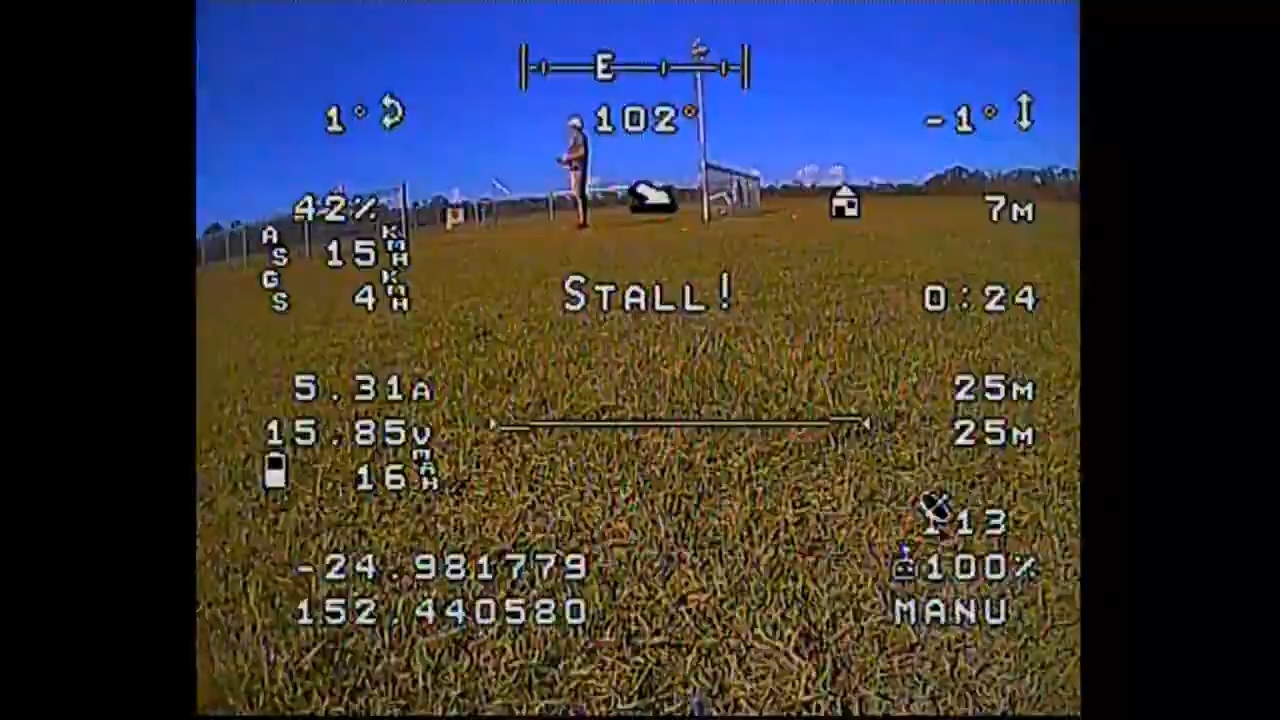 E
1° 102° -1°
42% 7M
AS 15 KMH
GS 4 KMH
STALL! 0:24
5.31A 25M
15.85V 25M
16 MAH
13
-24.981779 100%
152.440580 MANU